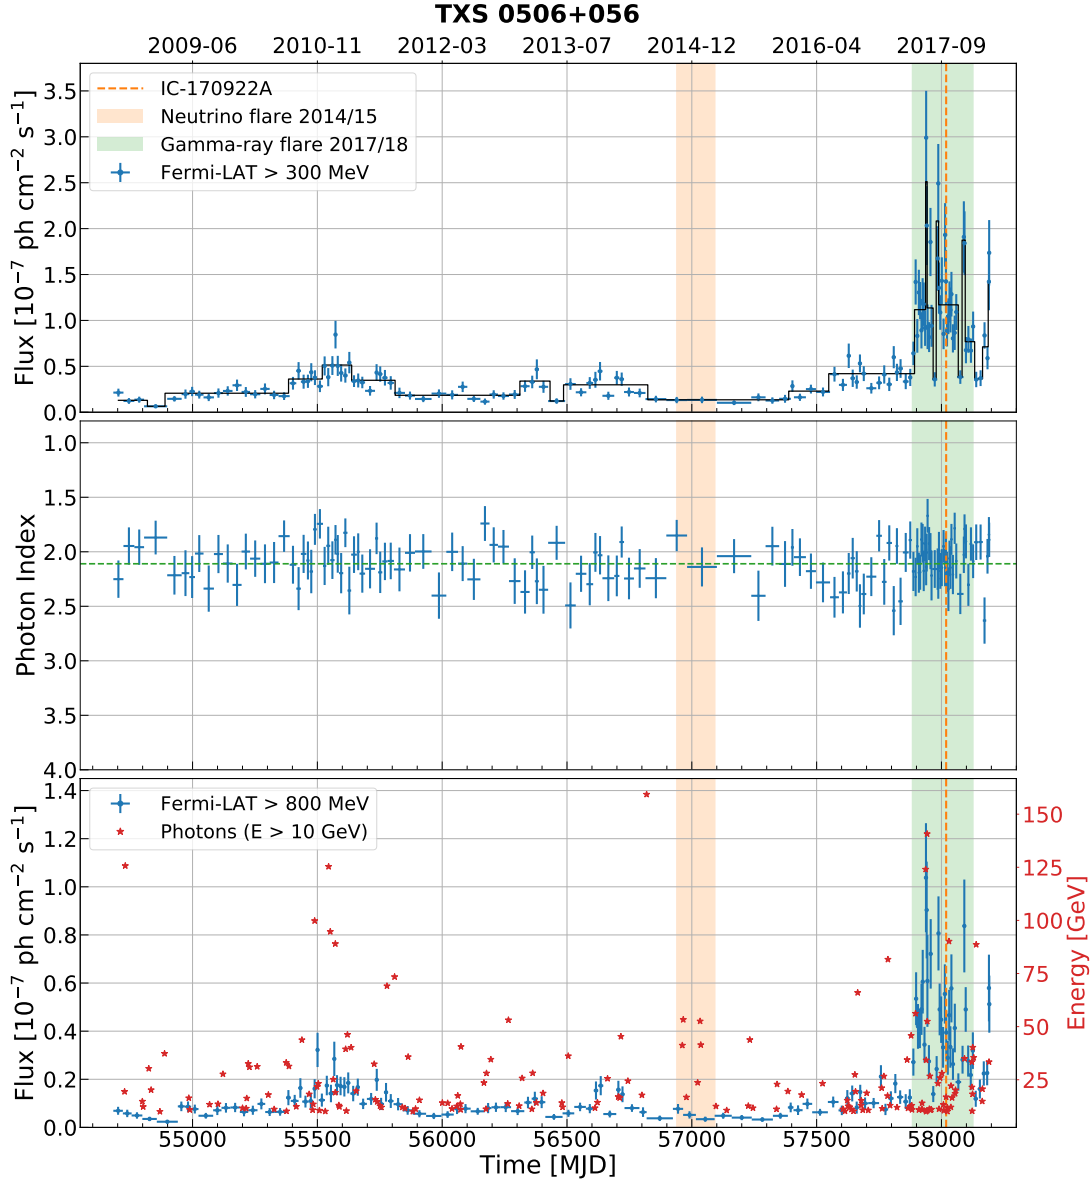 TXS 0506+056
2009-06 2010-11 2012-03 2013-07 2014-12 2016-04 2017-09
IC-170922A
Neutrino flare 2014/15
Gamma-ray flare 2017/18
Fermi-LAT > 300 MeV
Flux [10⁻⁷ ph cm⁻² s⁻¹]
3.5
3.0
2.5
2.0
1.5
1.0
0.5
0.0
Photon Index
1.0
1.5
2.0
2.5
3.0
3.5
4.0
Fermi-LAT > 800 MeV
Photons (E > 10 GeV)
Flux [10⁻⁷ ph cm⁻² s⁻¹]
1.4
1.2
1.0
0.8
0.6
0.4
0.2
0.0
150
125
100
75
50
25
Energy [GeV]
55000 55500 56000 56500 57000 57500 58000
Time [MJD]